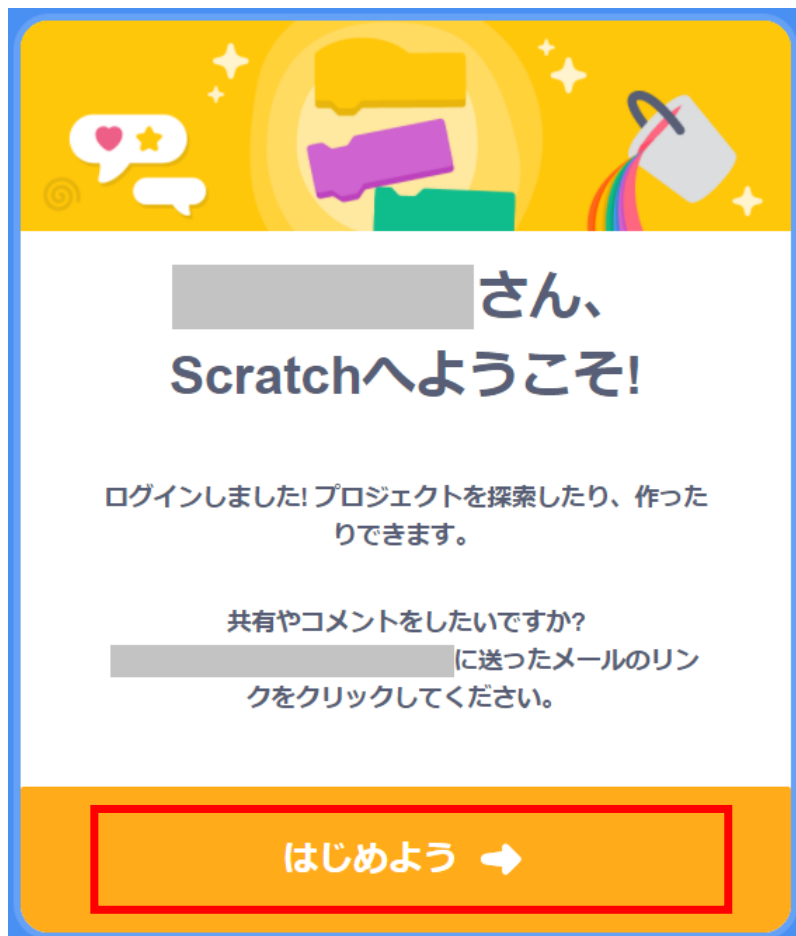 さん、
Scratchへようこそ!
ログインしました! プロジェクトを探索したり、作った
りできます。
共有やコメントをしたいですか?
に送ったメールのリン
クをクリックしてください。
はじめよう